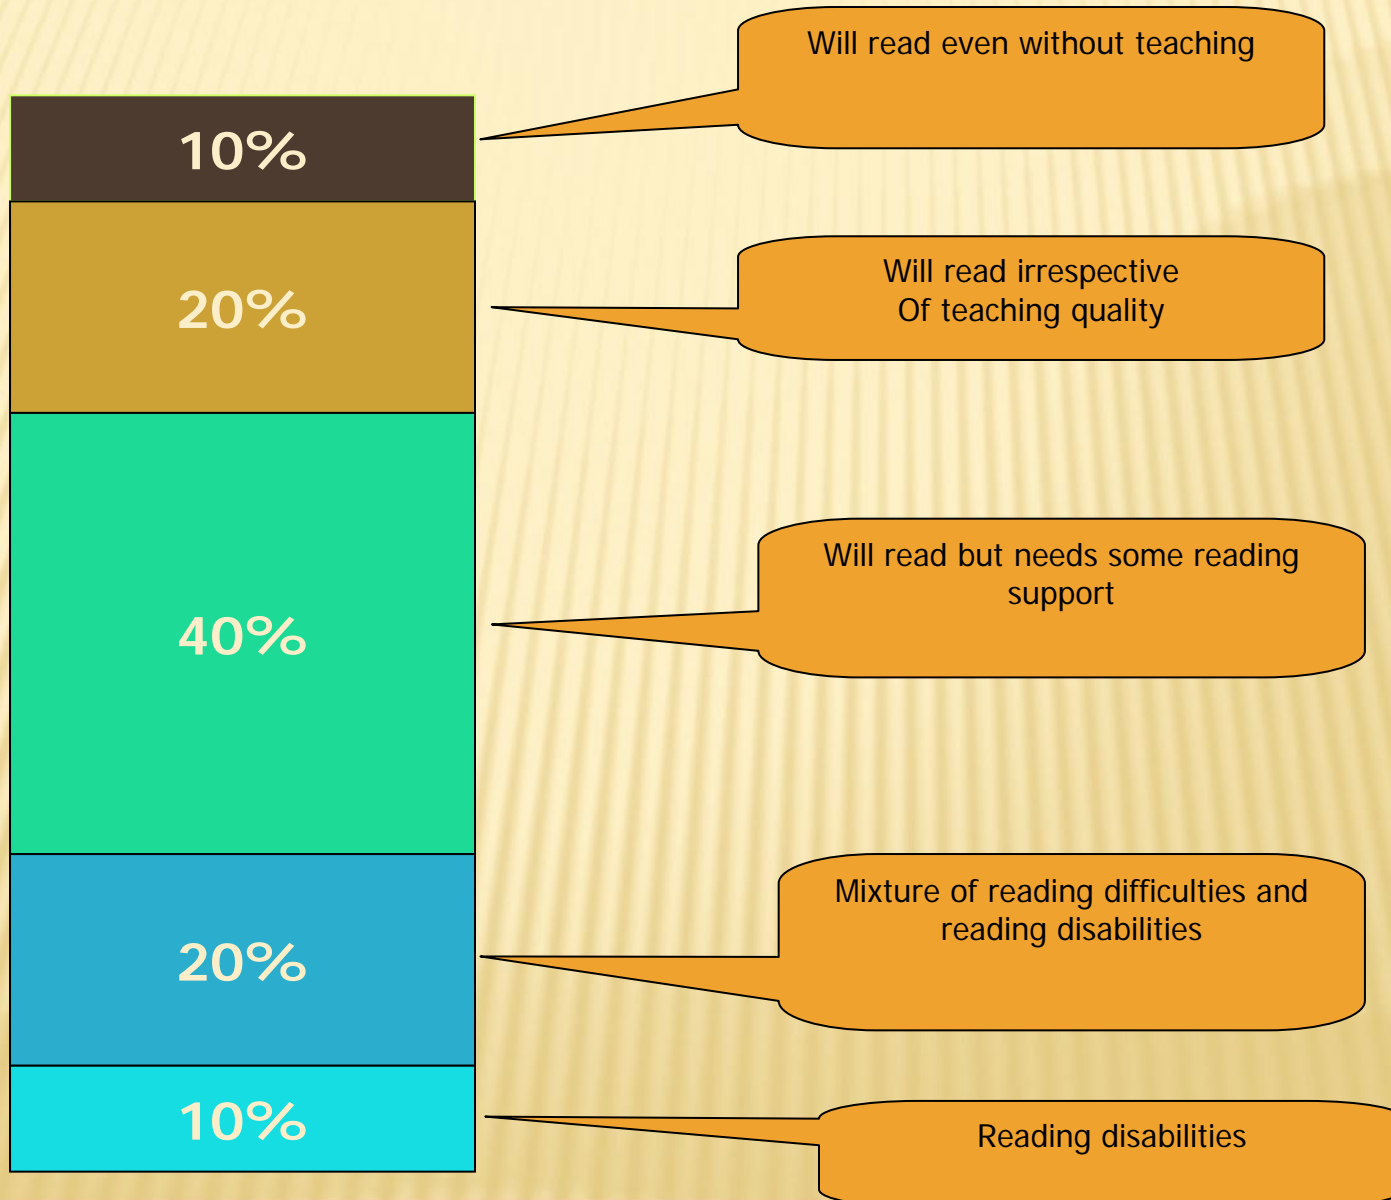 Will read even without teaching
10%
Will read irrespective
Of teaching quality
20%
Will read but needs some reading
support
40%
Mixture of reading difficulties and
reading disabilities
20%
Reading disabilities
10%